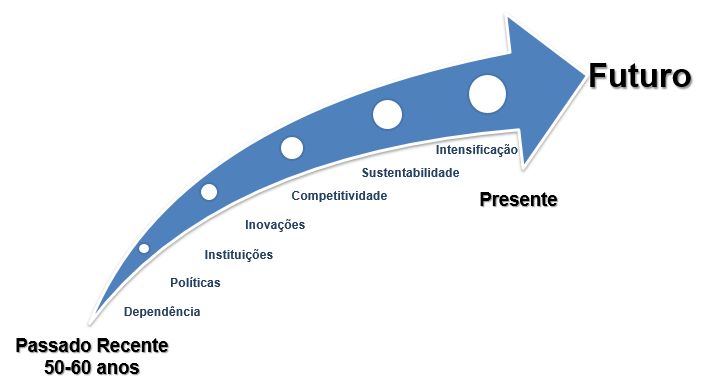 Futuro
Intensificação
Sustentabilidade
Competitividade
Presente
Inovações
Instituições
Políticas
Dependência
Passado Recente
50-60 anos